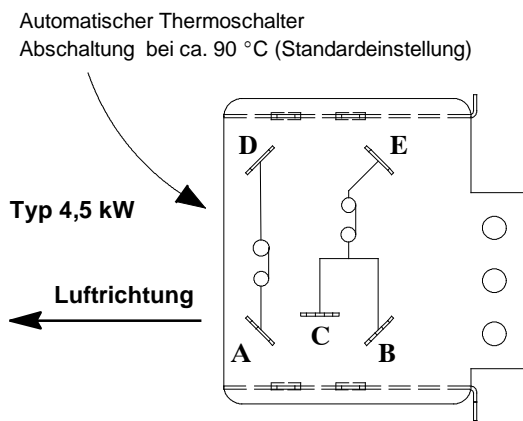 Automatischer Thermoschalter
Abschaltung bei ca. 90 °C (Standardeinstellung)
D
E
Typ 4,5 kW
Luftrichtung
A
C
B